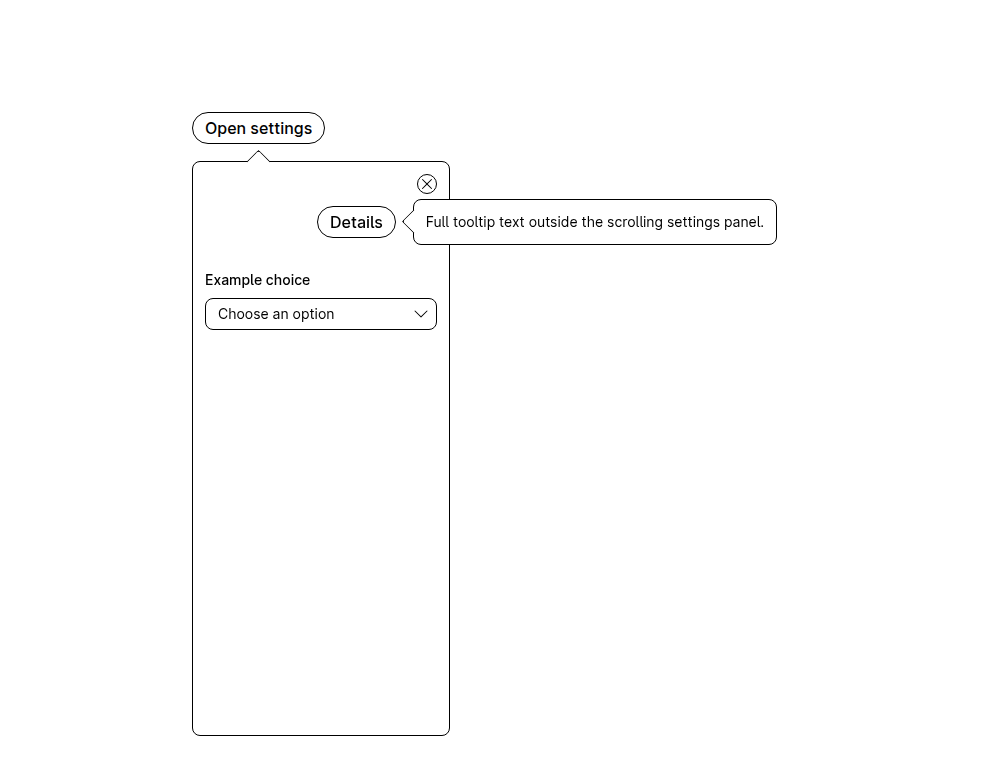 Open settings
Details
Full tooltip text outside the scrolling settings panel.
Example choice
Choose an option